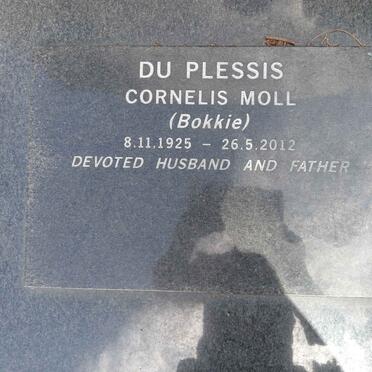 DU PLESSIS
CORNELIS MOLL
(Bokkie)
8.11.1925 – 26.5.2012
DEVOTED HUSBAND AND FATHER